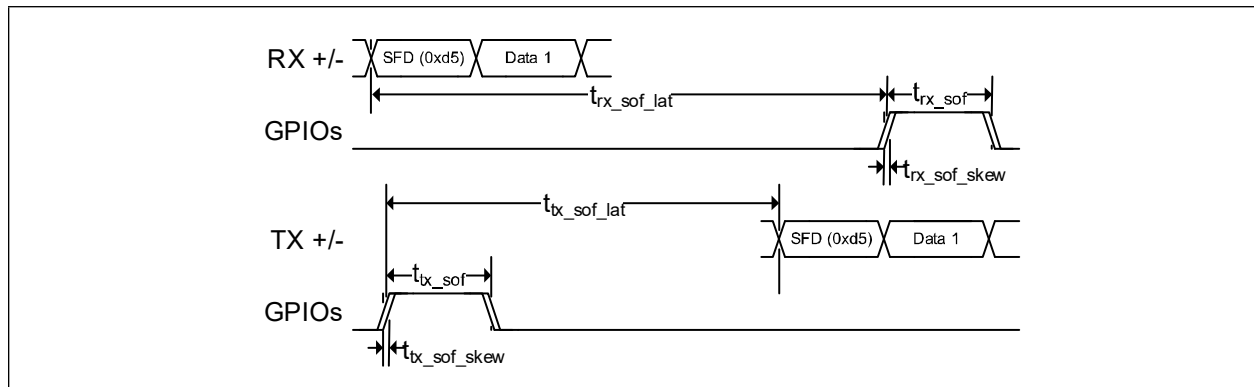 RX +/- SFD (0xd5) Data 1
t_rx_sof_lat t_rx_sof
GPIOs
t_rx_sof_skew
t_tx_sof_lat
TX +/- SFD (0xd5) Data 1
t_tx_sof
GPIOs
t_tx_sof_skew